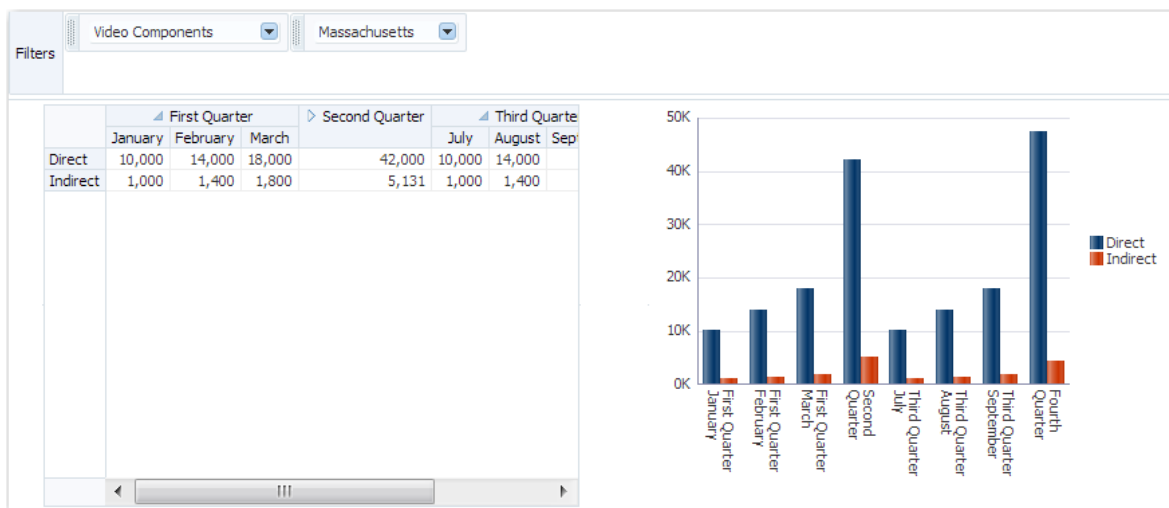 Filters
Video Components
Massachusetts
First Quarter Second Quarter Third Quarte
January February March July August Sept
Direct 10,000 14,000 18,000 42,000 10,000 14,000
Indirect 1,000 1,400 1,800 5,131 1,000 1,400
50K
40K
30K
20K
10K
0K
First Quarter
January
First Quarter
February
First Quarter
March
Second
Quarter
Third Quarter
July
Third Quarter
August
Third Quarter
September
Fourth
Quarter
Direct
Indirect